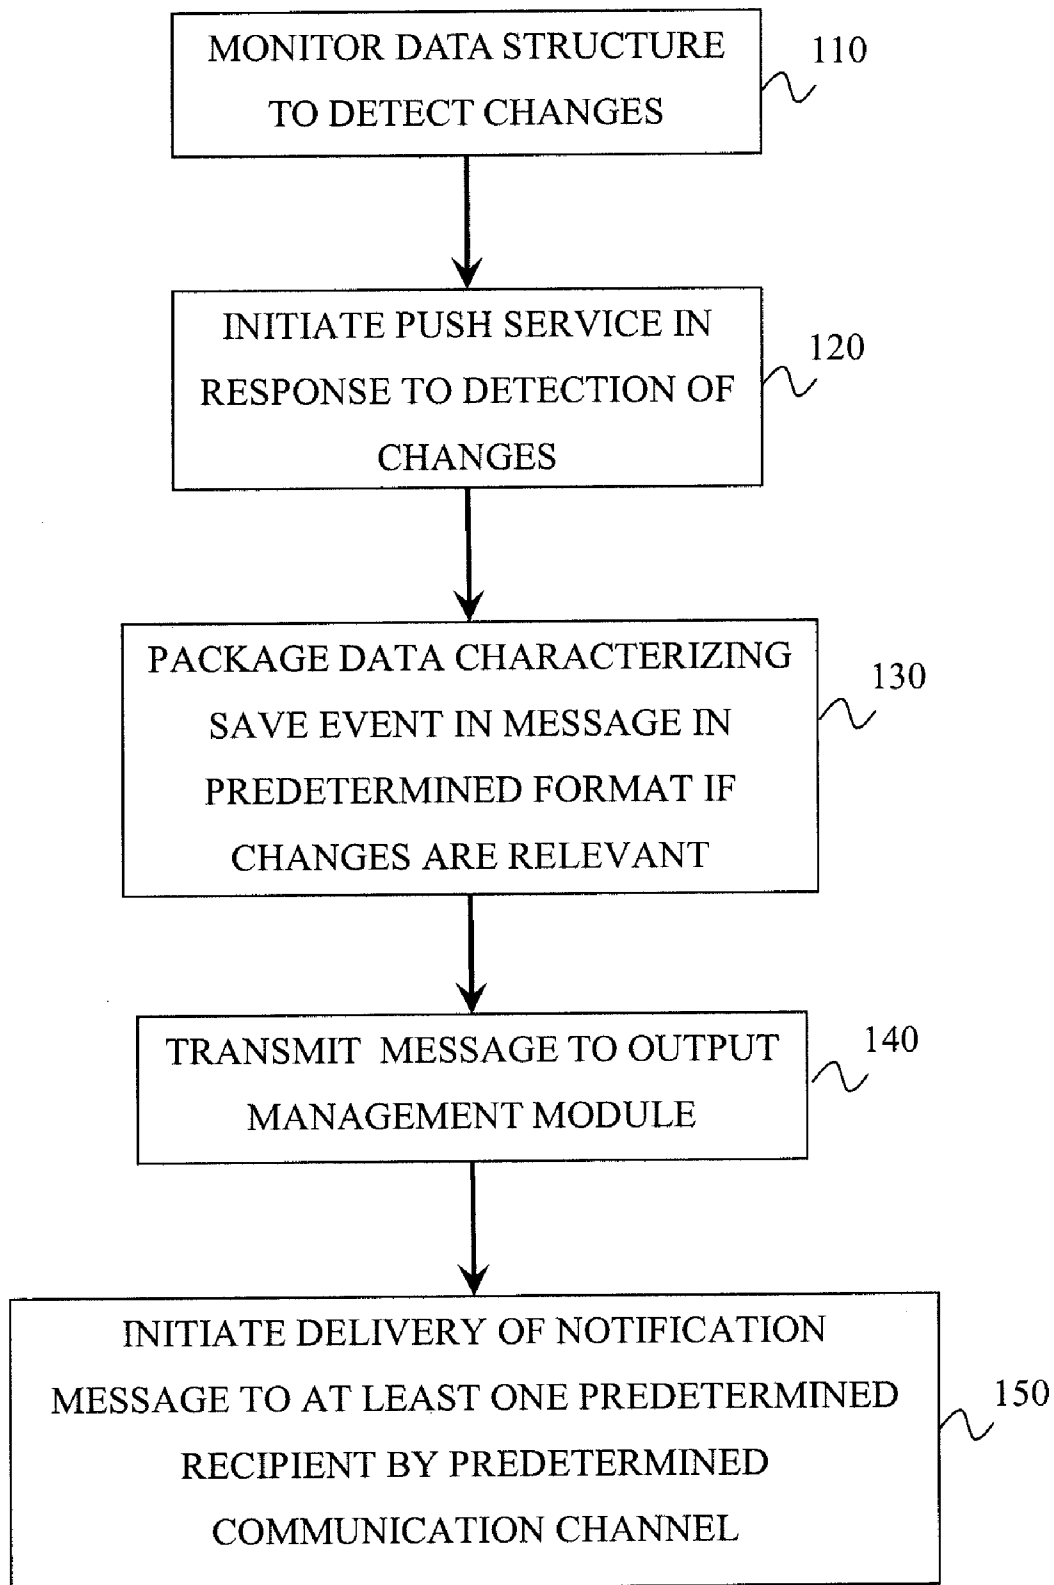 MONITOR DATA STRUCTURE
TO DETECT CHANGES
110
INITIATE PUSH SERVICE IN
RESPONSE TO DETECTION OF
CHANGES
120
PACKAGE DATA CHARACTERIZING
SAVE EVENT IN MESSAGE IN
PREDETERMINED FORMAT IF
CHANGES ARE RELEVANT
130
TRANSMIT MESSAGE TO OUTPUT
MANAGEMENT MODULE
140
INITIATE DELIVERY OF NOTIFICATION
MESSAGE TO AT LEAST ONE PREDETERMINED
RECIPIENT BY PREDETERMINED
COMMUNICATION CHANNEL
150